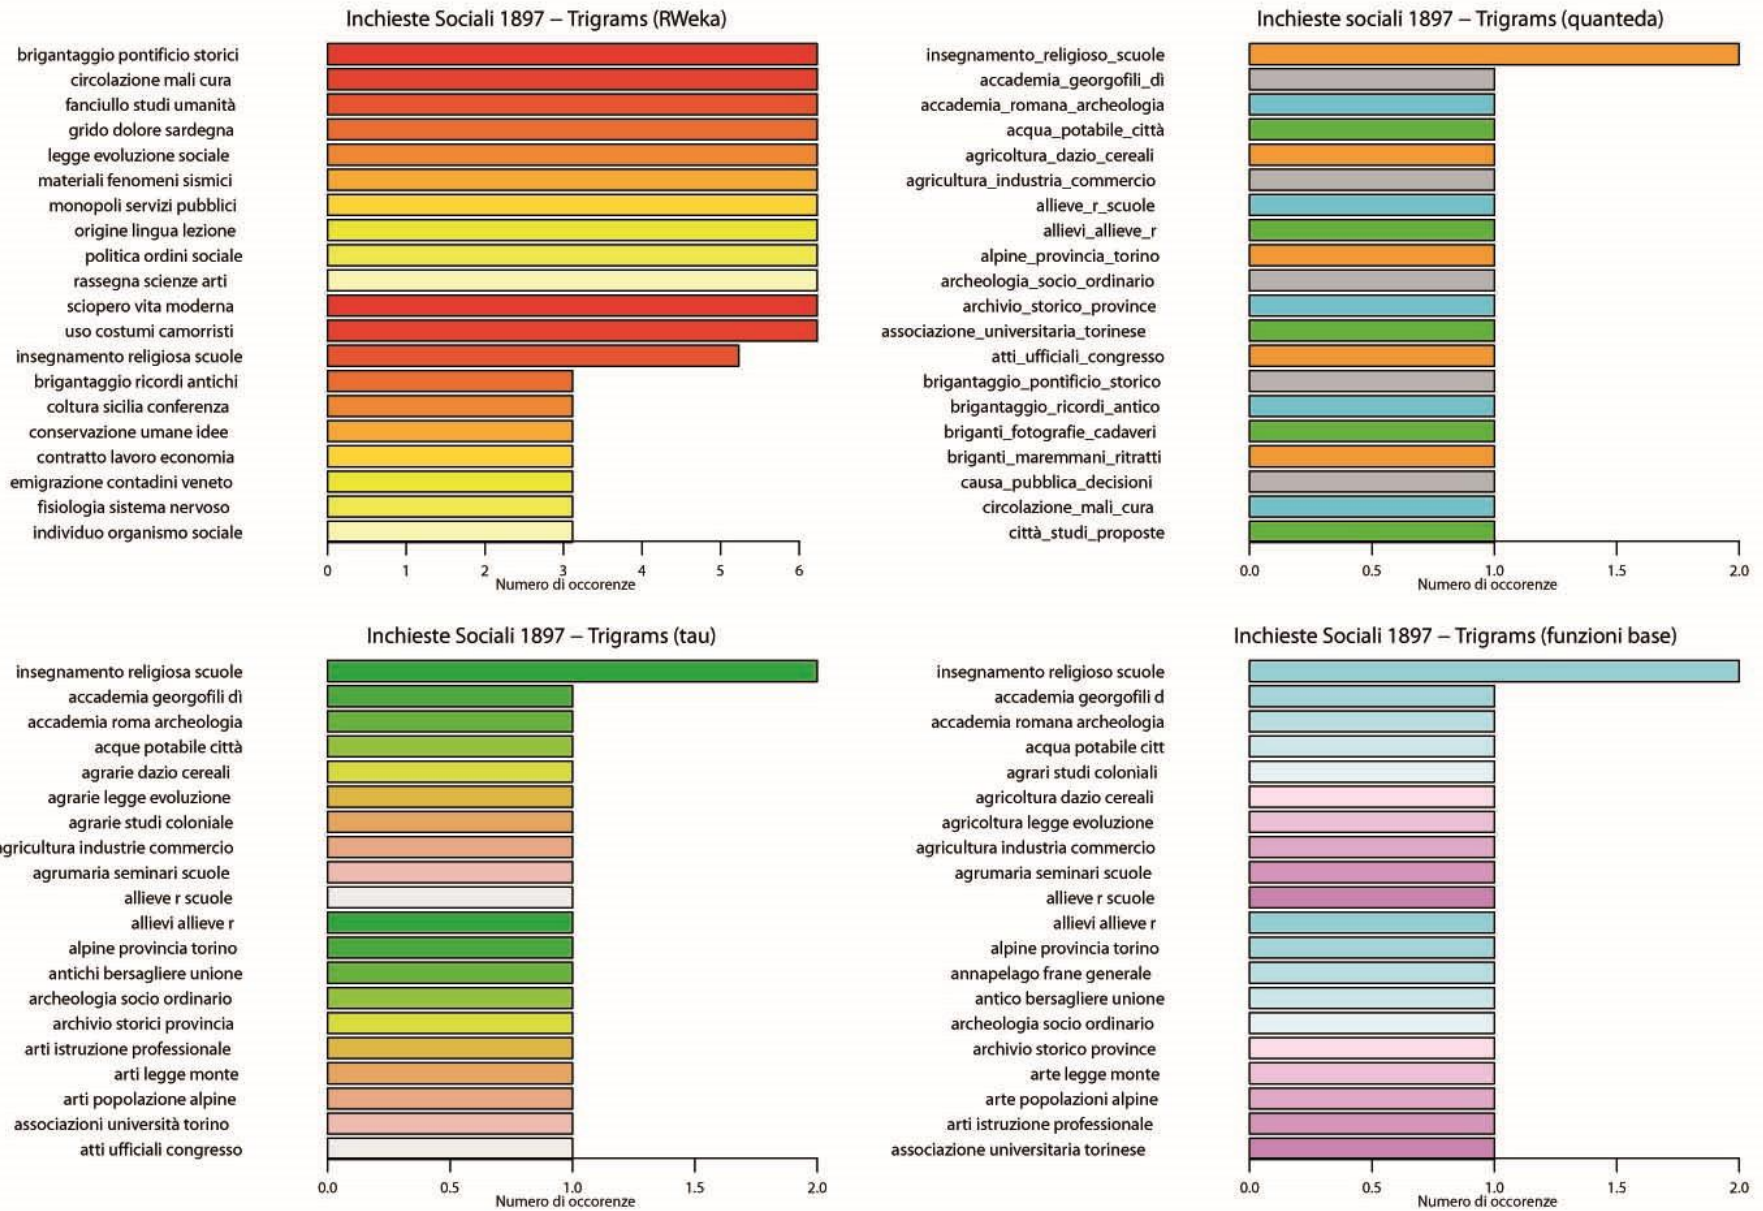 Inchieste Sociali 1897 – Trigrams (RWeka)
brigantaggio pontificio storici
circolazione mali cura
fanciullo studi umanità
grido dolore sardegna
legge evoluzione sociale
materiali fenomeni sismici
monopoli servizi pubblici
origine lingua lezione
politica ordini sociale
rassegna scienze arti
sciopero vita moderna
uso costumi camorristi
insegnamento religiosa scuole
brigantaggio ricordi antichi
coltura sicilia conferenza
conservazione umane idee
contratto lavoro economia
emigrazione contadini veneto
fisiologia sistema nervoso
individuo organismo sociale
0 1 2 3 4 5 6
Numero di occorenze
Inchieste sociali 1897 – Trigrams (quanteda)
insegnamento_religioso_scuole
accademia_georgofili_dì
accademia_romana_archeologia
acqua_potabile_città
agricoltura_dazio_cereali
agricultura_industria_commercio
allieve_r_scuole
allievi_allieve_r
alpine_provincia_torino
archeologia_socio_ordinario
archivio_storico_province
associazione_universitaria_torinese
atti_ufficiali_congresso
brigantaggio_pontificio_storico
brigantaggio_ricordi_antico
briganti_fotografie_cadaveri
briganti_maremmani_ritratti
causa_pubblica_decisioni
circolazione_mali_cura
città_studi_proposte
0.0 0.5 1.0 1.5 2.0
Numero di occorenze
Inchieste Sociali 1897 – Trigrams (tau)
insegnamento religiosa scuole
accademia georgofili dì
accademia roma archeologia
acque potabile città
agrarie dazio cereali
agrarie legge evoluzione
agrarie studi coloniale
agricultura industrie commercio
agrumaria seminari scuole
allieve r scuole
allievi allieve r
alpine provincia torino
antichi bersagliere unione
archeologia socio ordinario
archivio storici provincia
arti istruzione professionale
arti legge monte
arti popolazione alpine
associazioni università torino
atti ufficiali congresso
0.0 0.5 1.0 1.5 2.0
Numero di occorenze
Inchieste Sociali 1897 – Trigrams (funzioni base)
insegnamento religioso scuole
accademia georgofili d
accademia romana archeologia
acqua potabile citt
agrari studi coloniali
agricoltura dazio cereali
agricoltura legge evoluzione
agricultura industria commercio
agrumaria seminari scuole
allieve r scuole
allievi allieve r
alpine provincia torino
annapelago frane generale
antico bersagliere unione
archeologia socio ordinario
archivio storico province
arte legge monte
arte popolazioni alpine
arti istruzione professionale
associazione universitaria torinese
0.0 0.5 1.0 1.5 2.0
Numero di occorenze